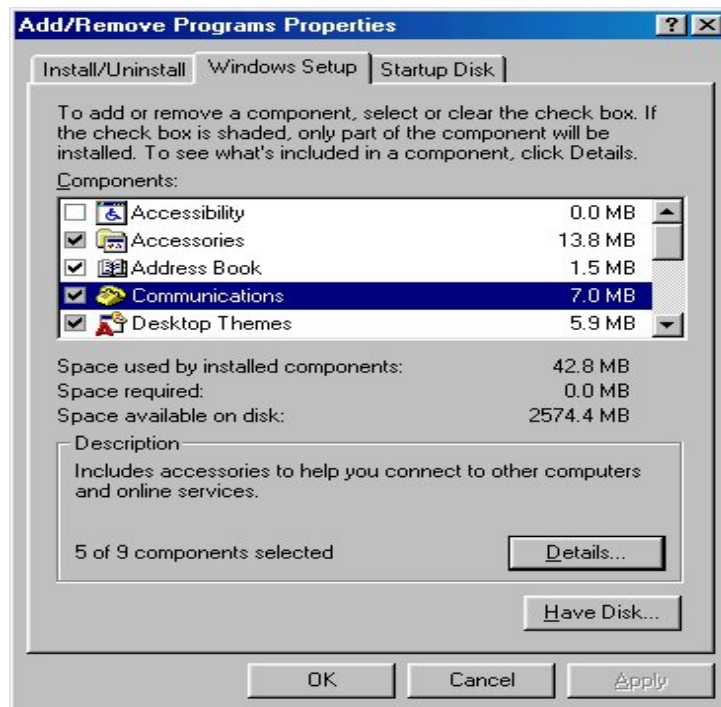 Add/Remove Programs Properties
Install/Uninstall Windows Setup Startup Disk
To add or remove a component, select or clear the check box. If
the check box is shaded, only part of the component will be
installed. To see what's included in a component, click Details.
Components:
Accessibility 0.0 MB
Accessories 13.8 MB
Address Book 1.5 MB
Communications 7.0 MB
Desktop Themes 5.9 MB
Space used by installed components: 42.8 MB
Space required: 0.0 MB
Space available on disk: 2574.4 MB
Description
Includes accessories to help you connect to other computers
and online services.
5 of 9 components selected Details...
Have Disk...
OK Cancel Apply